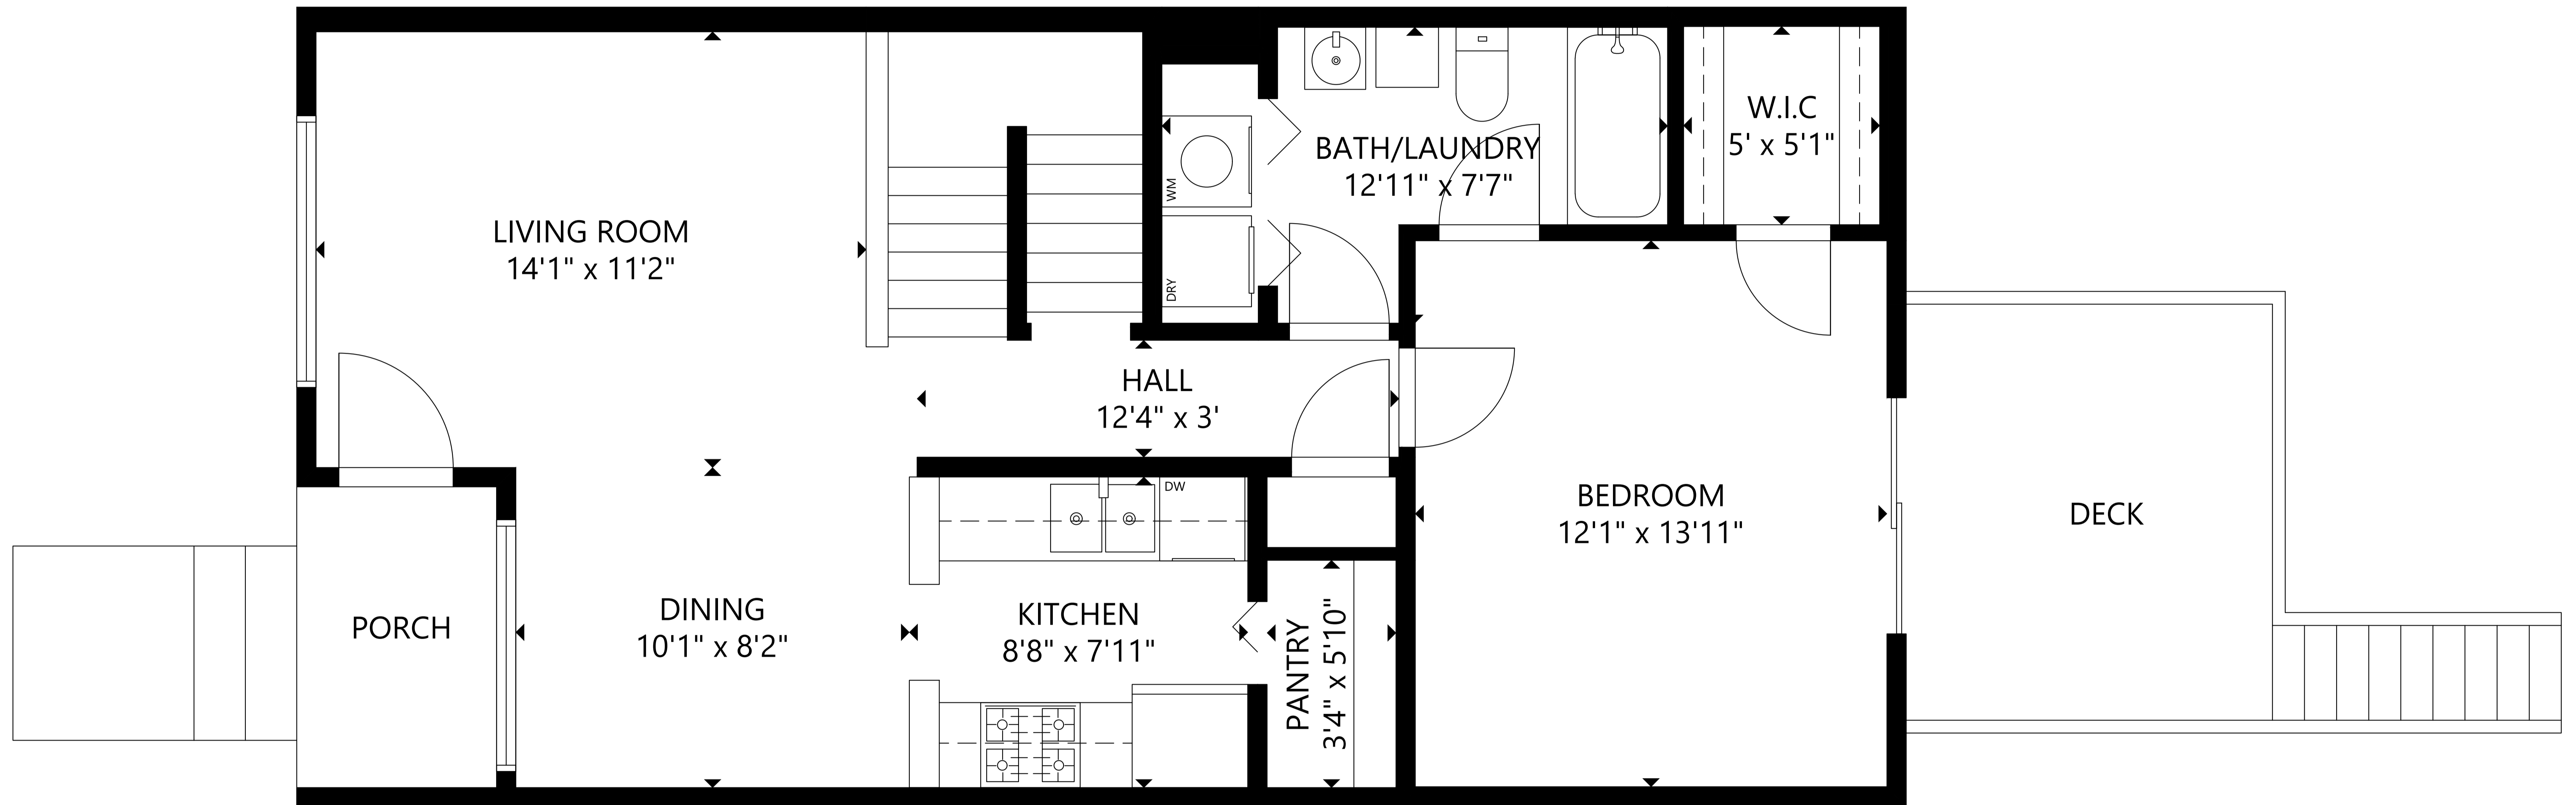 LIVING ROOM
14'1" x 11'2"
BATH/LAUNDRY
12'11" x 7'7"
WM
DRY
W.I.C
5' x 5'1"
HALL
12'4" x 3'
BEDROOM
12'1" x 13'11"
DECK
PORCH
DINING
10'1" x 8'2"
KITCHEN
8'8" x 7'11"
DW
PANTRY
3'4" x 5'10"